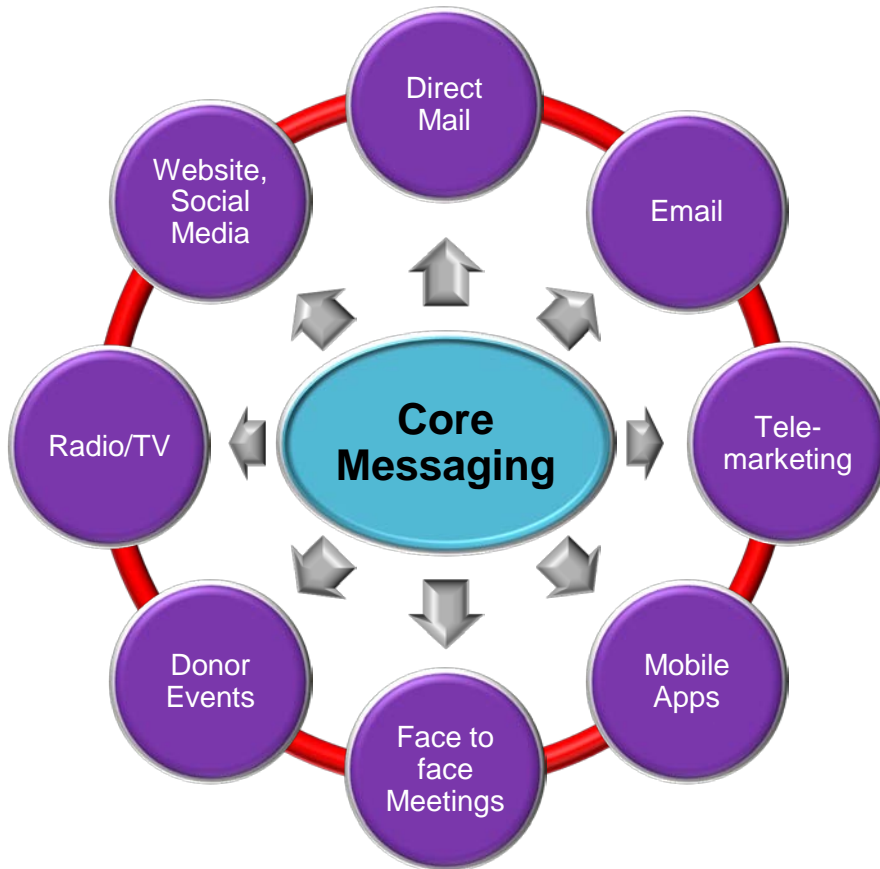 Direct
Mail
Website,
Social
Media
Email
Core
Messaging
Radio/TV
Tele-
marketing
Donor
Events
Mobile
Apps
Face to
face
Meetings